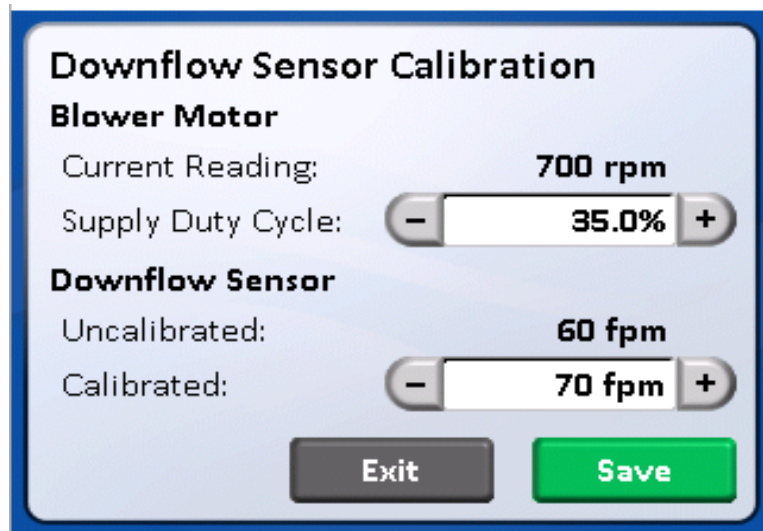 Downflow Sensor Calibration
Blower Motor
Current Reading: 700 rpm
Supply Duty Cycle: - 35.0% +
Downflow Sensor
Uncalibrated: 60 fpm
Calibrated: - 70 fpm +
Exit Save